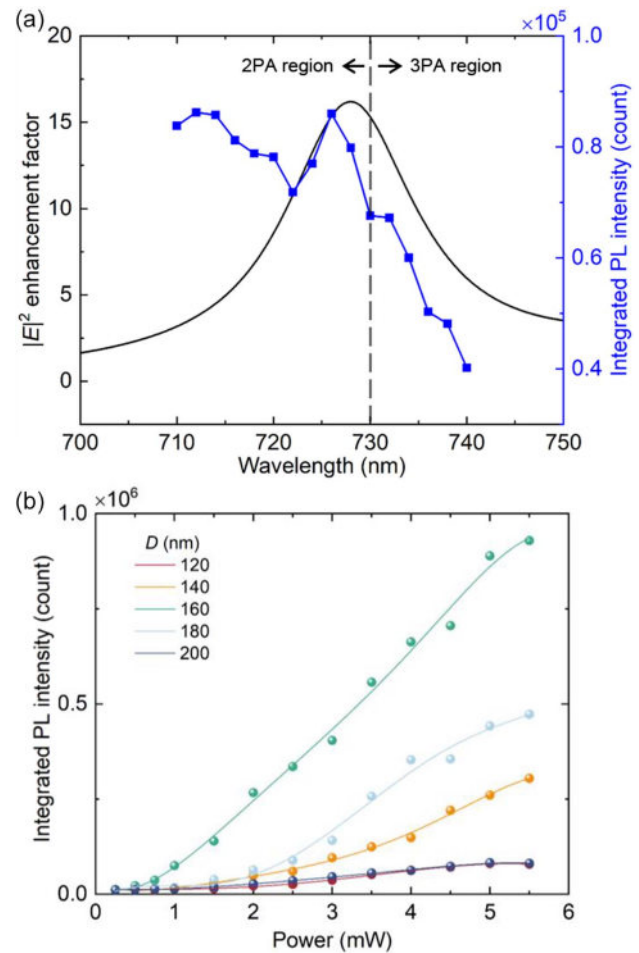 (a)
×10⁵
20
15
10
5
0
|E|² enhancement factor
2PA region
3PA region
1.0
0.8
0.6
0.4
Integrated PL intensity (count)
700 710 720 730 740 750
Wavelength (nm)
(b)
×10⁶
1.0
0.5
0.0
Integrated PL intensity (count)
D (nm)
120
140
160
180
200
0 1 2 3 4 5 6
Power (mW)